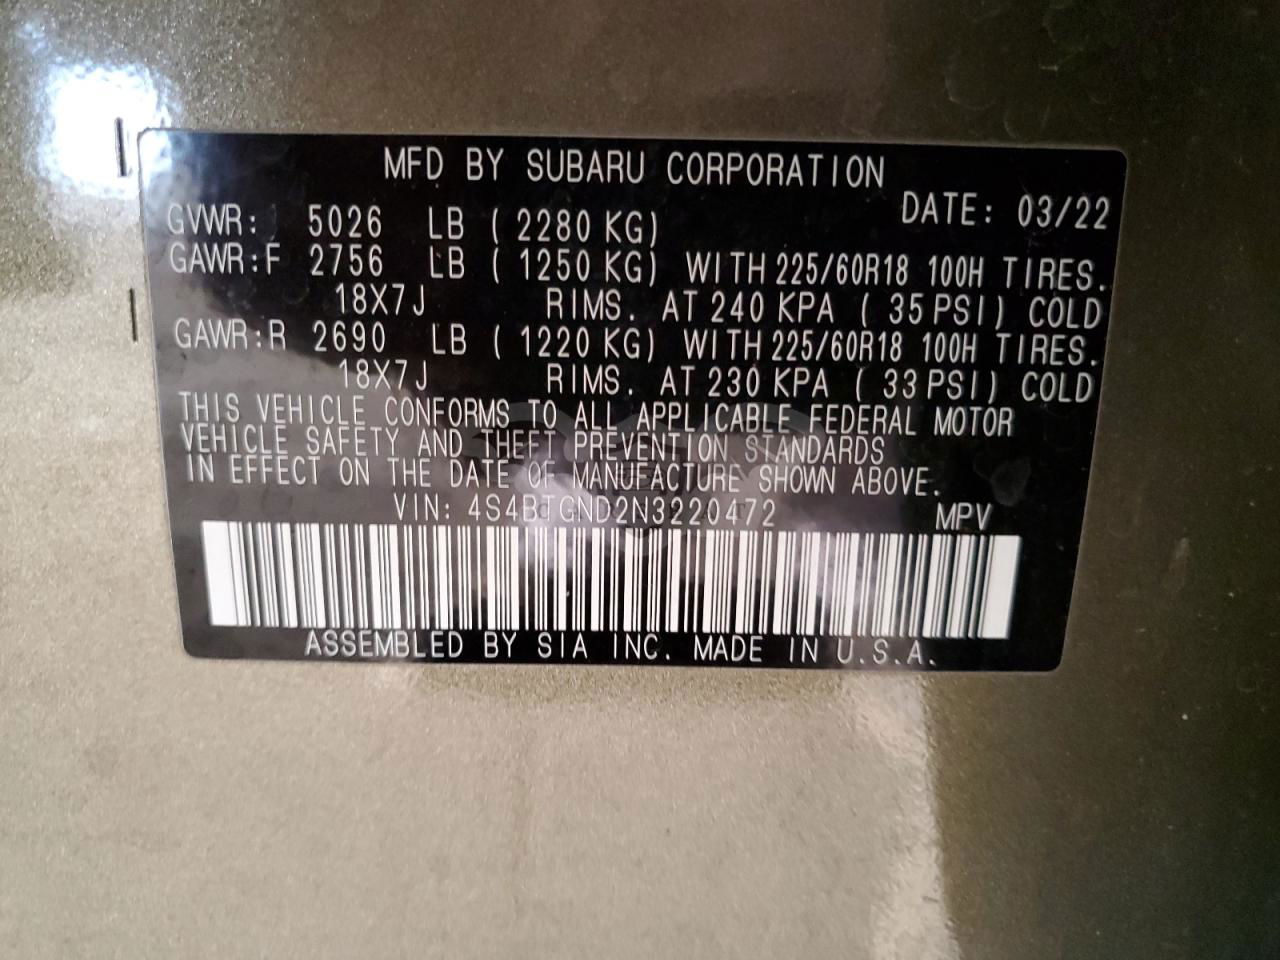 MFD BY SUBARU CORPORATION
DATE: 03/22
GVWR: 5026 LB ( 2280 KG)
GAWR:F 2756 LB ( 1250 KG) WITH 225/60R18 100H TIRES.
18X7J RIMS. AT 240 KPA ( 35 PSI) COLD
GAWR:R 2690 LB ( 1220 KG) WITH 225/60R18 100H TIRES.
18X7J RIMS. AT 230 KPA ( 33 PSI) COLD
THIS VEHICLE CONFORMS TO ALL APPLICABLE FEDERAL MOTOR
VEHICLE SAFETY AND THEFT PREVENTION STANDARDS
IN EFFECT ON THE DATE OF MANUFACTURE SHOWN ABOVE.
VIN: 4S4BTGND2N3220472 MPV
ASSEMBLED BY SIA INC. MADE IN U.S.A.